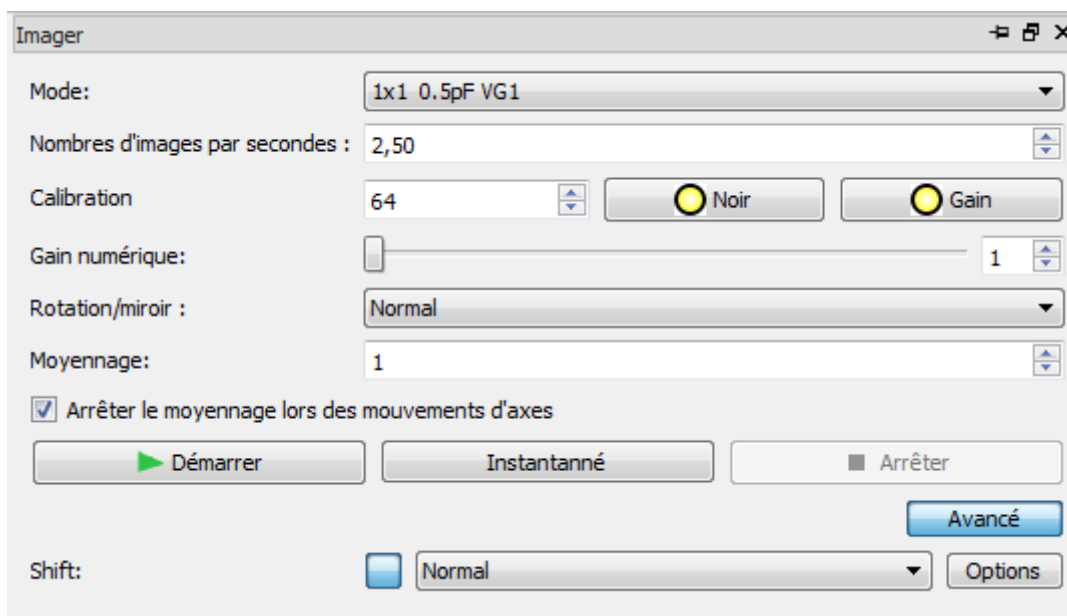 Imager
Mode: 1x1 0.5pF VG1
Nombres d'images par secondes : 2,50
Calibration 64 Noir Gain
Gain numérique: 1
Rotation/miroir : Normal
Moyennage: 1
Arrêter le moyennage lors des mouvements d'axes
Démarrer Instantanné Arrêter
Avancé
Shift: Normal Options